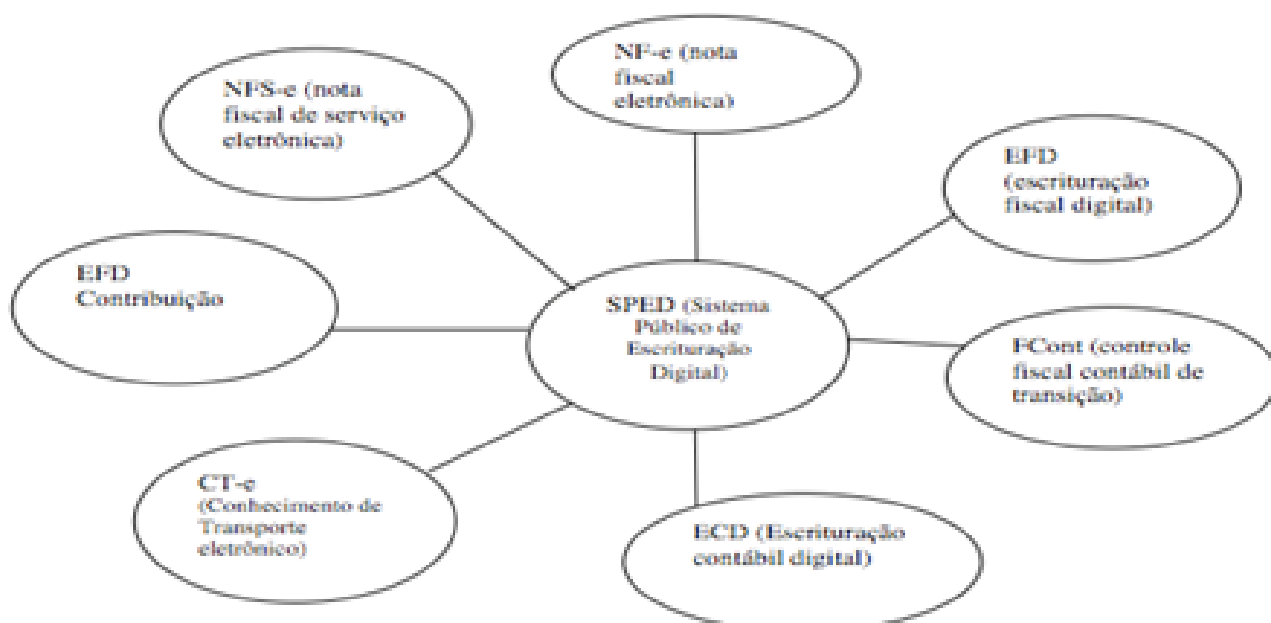 NF-e (nota
fiscal
eletrônica)
NFS-e (nota
fiscal de serviço
eletrônica)
EFD
(escrituração
fiscal digital)
EFD
Contribuição
SPED (Sistema
Público de
Escrituração
Digital)
FCont (controle
fiscal contábil de
transição)
CT-e
(Conhecimento de
Transporte
eletrônico)
ECD (Escrituração
contábil digital)